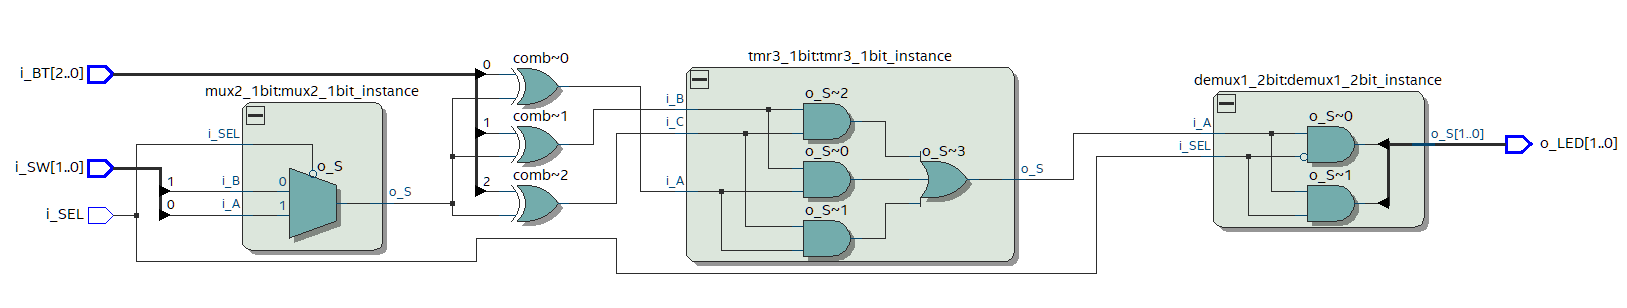 i_BT[2..0]
i_SW[1..0]
i_SEL
mux2_1bit:mux2_1bit_instance
i_SEL
o_S
i_B
0
i_A
1
1
0
o_S
0
1
2
comb~0
comb~1
comb~2
tmr3_1bit:tmr3_1bit_instance
i_B
i_C
i_A
o_S~2
o_S~0
o_S~1
o_S~3
o_S
demux1_2bit:demux1_2bit_instance
i_A
i_SEL
o_S~0
o_S~1
o_S[1..0]
o_LED[1..0]